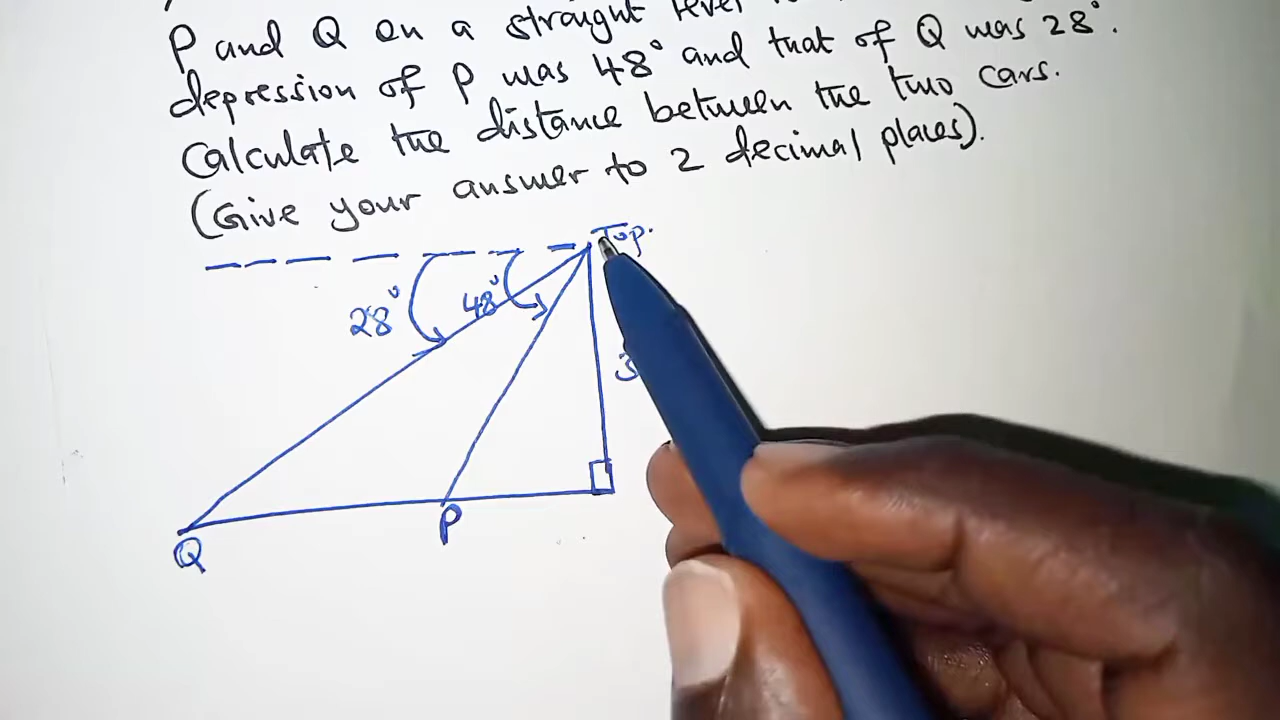 P and Q on a straight level
depression of P was 48° and that of Q was 28°.
Calculate the distance between the two cars.
(Give your answer to 2 decimal places).
Top.
28° 48°
3
P
Q